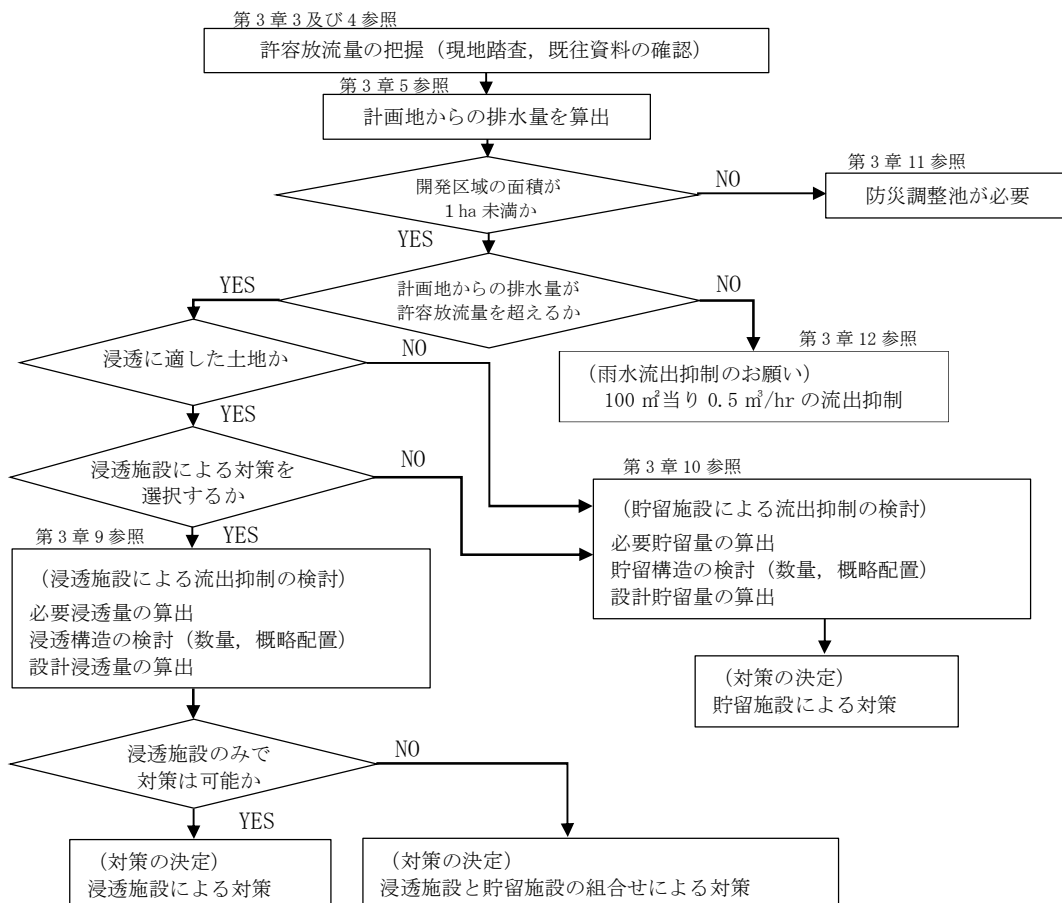 第3章3及び4参照
許容放流量の把握（現地踏査，既往資料の確認）
第3章5参照
計画地からの排水量を算出
開発区域の面積が
1ha未満か
NO
第3章11参照
防災調整池が必要
YES
計画地からの排水量が
許容放流量を超えるか
YES
NO
第3章12参照
（雨水流出抑制のお願い）
100㎡当り0.5㎥/hrの流出抑制
浸透に適した土地か
NO
YES
浸透施設による対策を
選択するか
NO
YES
第3章10参照
（貯留施設による流出抑制の検討）
必要貯留量の算出
貯留構造の検討（数量，概略配置）
設計貯留量の算出
第3章9参照
（浸透施設による流出抑制の検討）
必要浸透量の算出
浸透構造の検討（数量，概略配置）
設計浸透量の算出
（対策の決定）
貯留施設による対策
浸透施設のみで
対策は可能か
NO
YES
（対策の決定）
浸透施設による対策
（対策の決定）
浸透施設と貯留施設の組合せによる対策